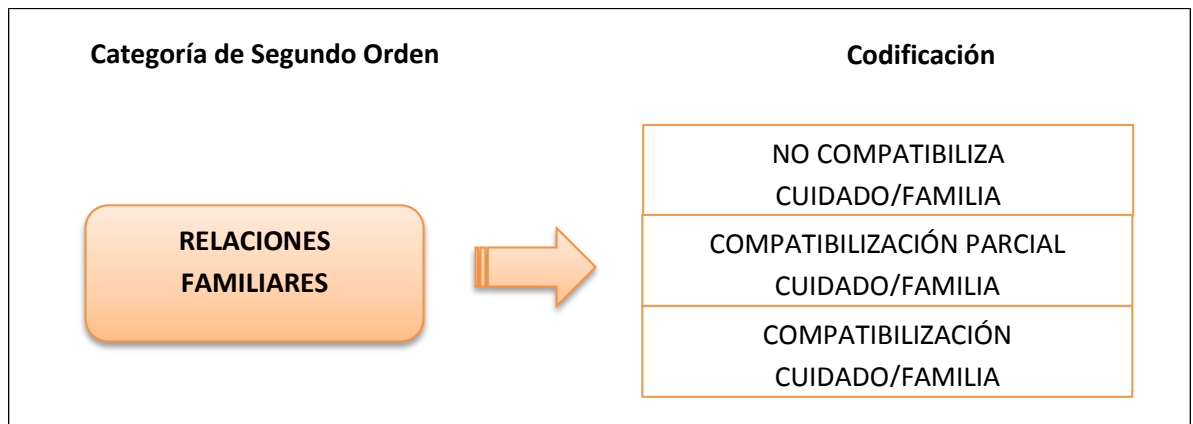 Categoría de Segundo Orden
Codificación
RELACIONES
FAMILIARES
NO COMPATIBILIZA
CUIDADO/FAMILIA
COMPATIBILIZACIÓN PARCIAL
CUIDADO/FAMILIA
COMPATIBILIZACIÓN
CUIDADO/FAMILIA